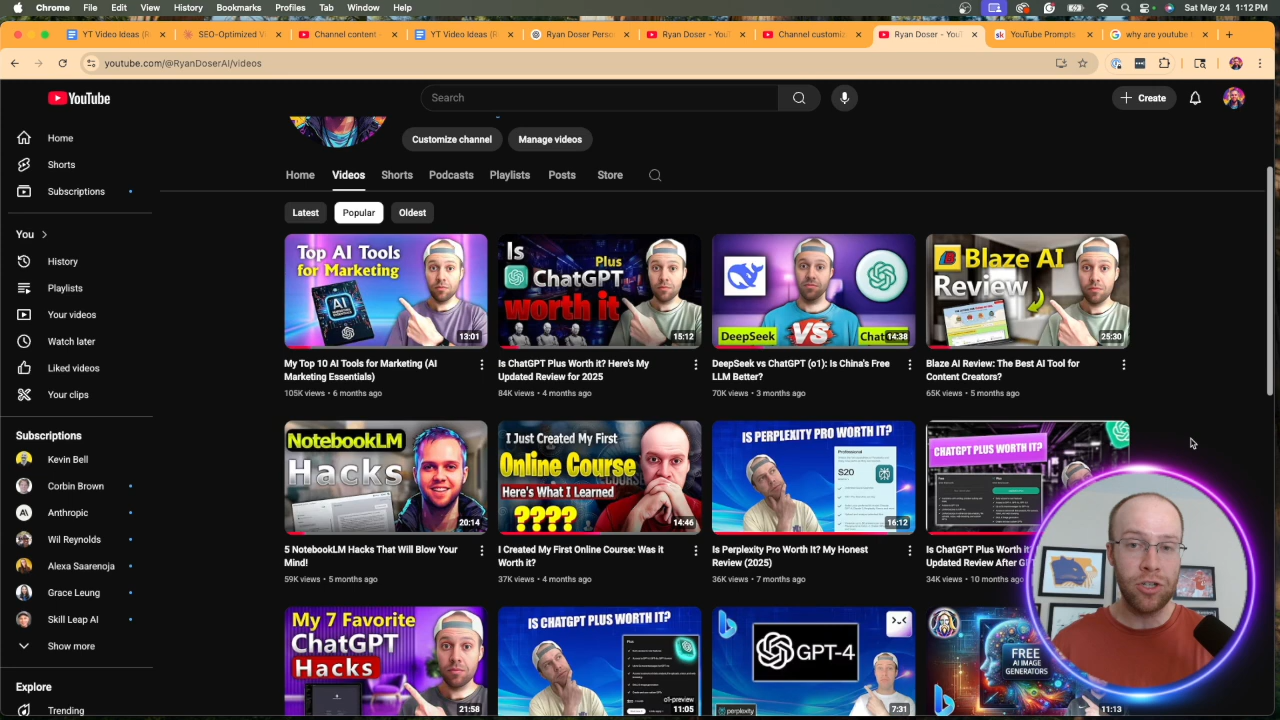 Chrome File Edit View History Bookmarks Profiles Tab Window Help Sat May 24 1:12 PM
YT Video Ideas (R SEO-Optimized V Channel content - YT Video Ideas (R Ryan Doser Pers Ryan Doser - You Channel customiz Ryan Doser - You YouTube Prompts why are youtube
youtube.com/@RyanDoserAI/videos
YouTube Search Create
Customize channel Manage videos
Home Videos Shorts Podcasts Playlists Posts Store
Latest Popular Oldest
Home
Shorts
Subscriptions
You
History
Playlists
Your videos
Watch later
Liked videos
Your clips
Subscriptions
Kevin Bell
Corbin Brown
Anthropic
Wil Reynolds
Alexa Saarenoja
Grace Leung
Skill Leap AI
Show more
Explore
Trending
Top AI Tools
for Marketing
AI
13:01
My Top 10 AI Tools for Marketing (AI
Marketing Essentials)
105K views • 6 months ago
Is
Plus
ChatGPT
worth it
15:12
Is ChatGPT Plus Worth it? Here's My
Updated Review for 2025
84K views • 4 months ago
DeepSeek VS Chat
14:38
DeepSeek vs ChatGPT (o1): Is China's Free
LLM Better?
70K views • 3 months ago
Blaze AI
Review
25:30
Blaze AI Review: The Best AI Tool for
Content Creators?
65K views • 5 months ago
NotebookLM
Hacks
5 NotebookLM Hacks That Will Blow Your
Mind!
59K views • 5 months ago
I Just Created My First
Online Course
Here's What I Learned
????
14:46
I Created My First Online Course: Was it
Worth it?
37K views • 4 months ago
IS PERPLEXITY PRO WORTH IT?
Professional
$20
16:12
Is Perplexity Pro Worth It? My Honest
Review (2025)
36K views • 7 months ago
CHATGPT PLUS WORTH IT?
Is ChatGPT Plus Worth it
Updated Review After G
34K views • 10 months ago
My 7 Favorite
ChatGPT
Hacks
21:58
IS CHATGPT PLUS WORTH IT?
Plus
o1-preview
11:05
GPT-4
perplexity
7:31
FREE
AI IMAGE
GENERATORS
11:13